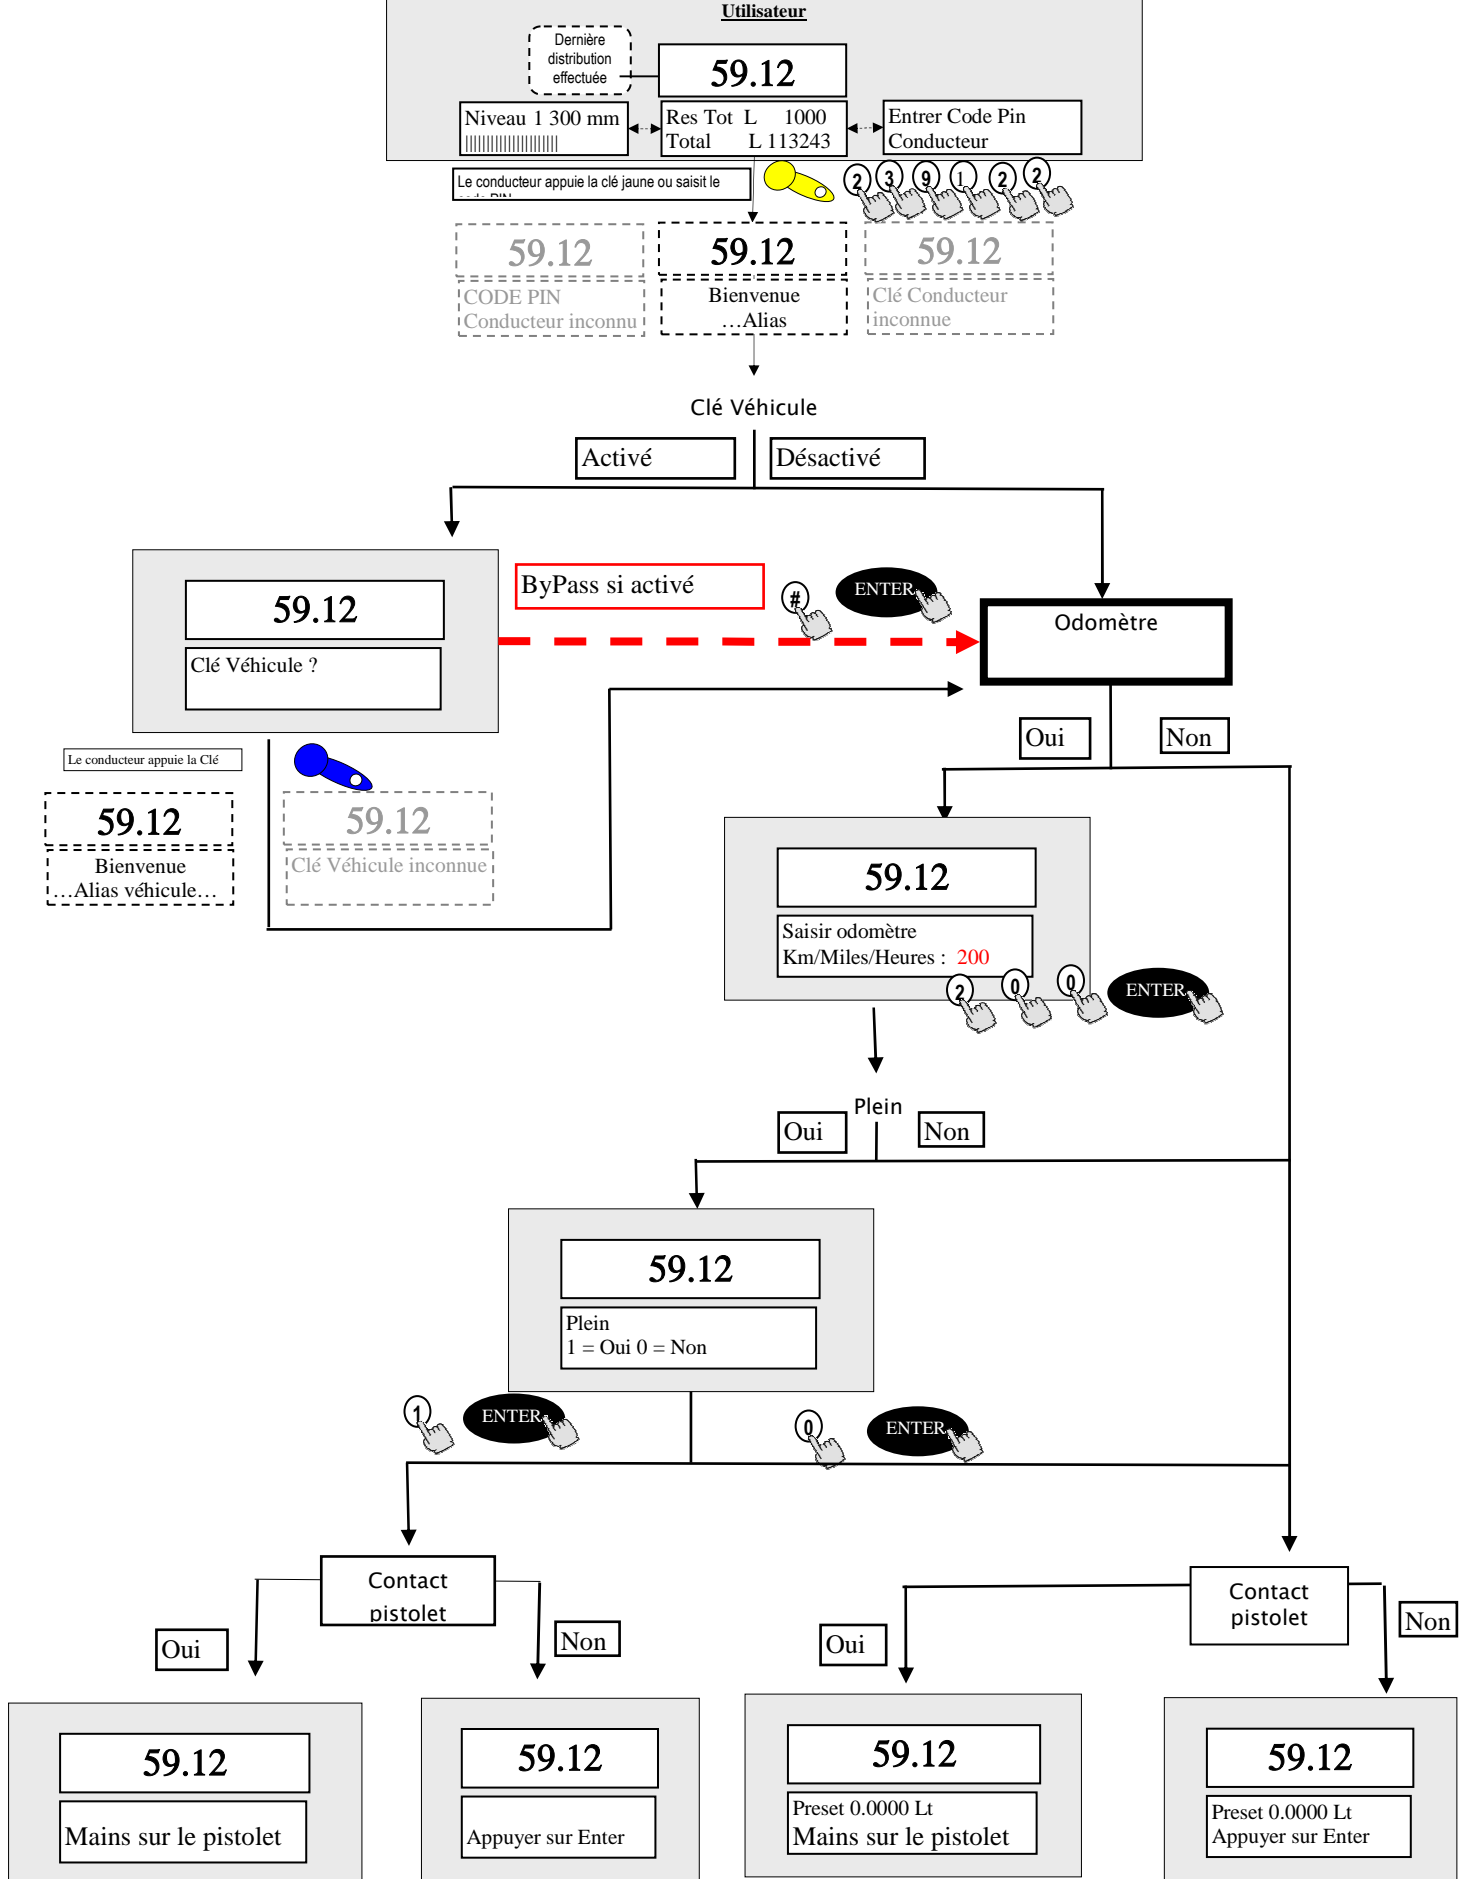 Utilisateur
Dernière
distribution
effectuée
59.12
Niveau 1 300 mm
||||||||||||||||||||||
Res Tot L 1000
Total L 113243
Entrer Code Pin
Conducteur
Le conducteur appuie la clé jaune ou saisit le
code PIN
2 3 9 1 2 2
59.12
CODE PIN
Conducteur inconnu
59.12
Bienvenue
…Alias
59.12
Clé Conducteur
inconnue
Clé Véhicule
Activé
Désactivé
59.12
Clé Véhicule ?
ByPass si activé
#
ENTER
Odomètre
Oui
Non
Le conducteur appuie la Clé
59.12
Bienvenue
…Alias véhicule…
59.12
Clé Véhicule inconnue
59.12
Saisir odomètre
Km/Miles/Heures : 200
2 0 0
ENTER
Plein
Oui
Non
59.12
Plein
1 = Oui 0 = Non
1
ENTER
0
ENTER
Contact
pistolet
Oui
Non
Contact
pistolet
Oui
Non
59.12
Mains sur le pistolet
59.12
Appuyer sur Enter
59.12
Preset 0.0000 Lt
Mains sur le pistolet
59.12
Preset 0.0000 Lt
Appuyer sur Enter